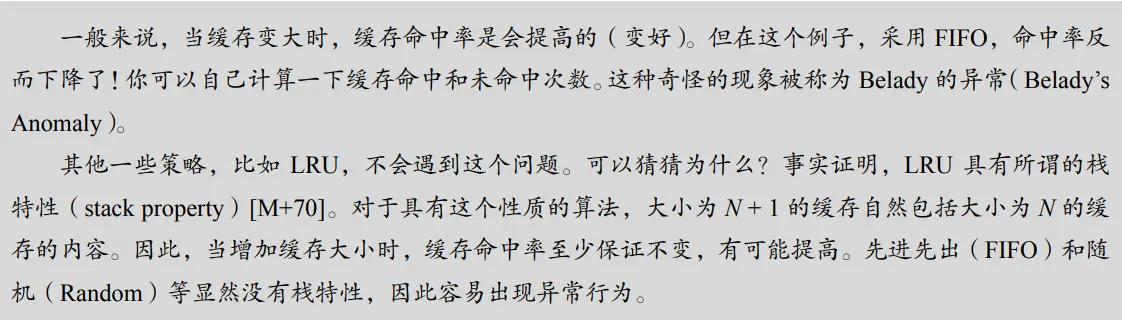 一般来说，当缓存变大时，缓存命中率是会提高的（变好）。但在这个例子，采用 FIFO，命中率反
而下降了！你可以自己计算一下缓存命中和未命中次数。这种奇怪的现象被称为 Belady 的异常（Belady’s
Anomaly）。
其他一些策略，比如 LRU，不会遇到这个问题。可以猜猜为什么？事实证明，LRU 具有所谓的栈
特性（stack property）[M+70]。对于具有这个性质的算法，大小为 N + 1 的缓存自然包括大小为 N 的缓
存的内容。因此，当增加缓存大小时，缓存命中率至少保证不变，有可能提高。先进先出（FIFO）和随
机（Random）等显然没有栈特性，因此容易出现异常行为。